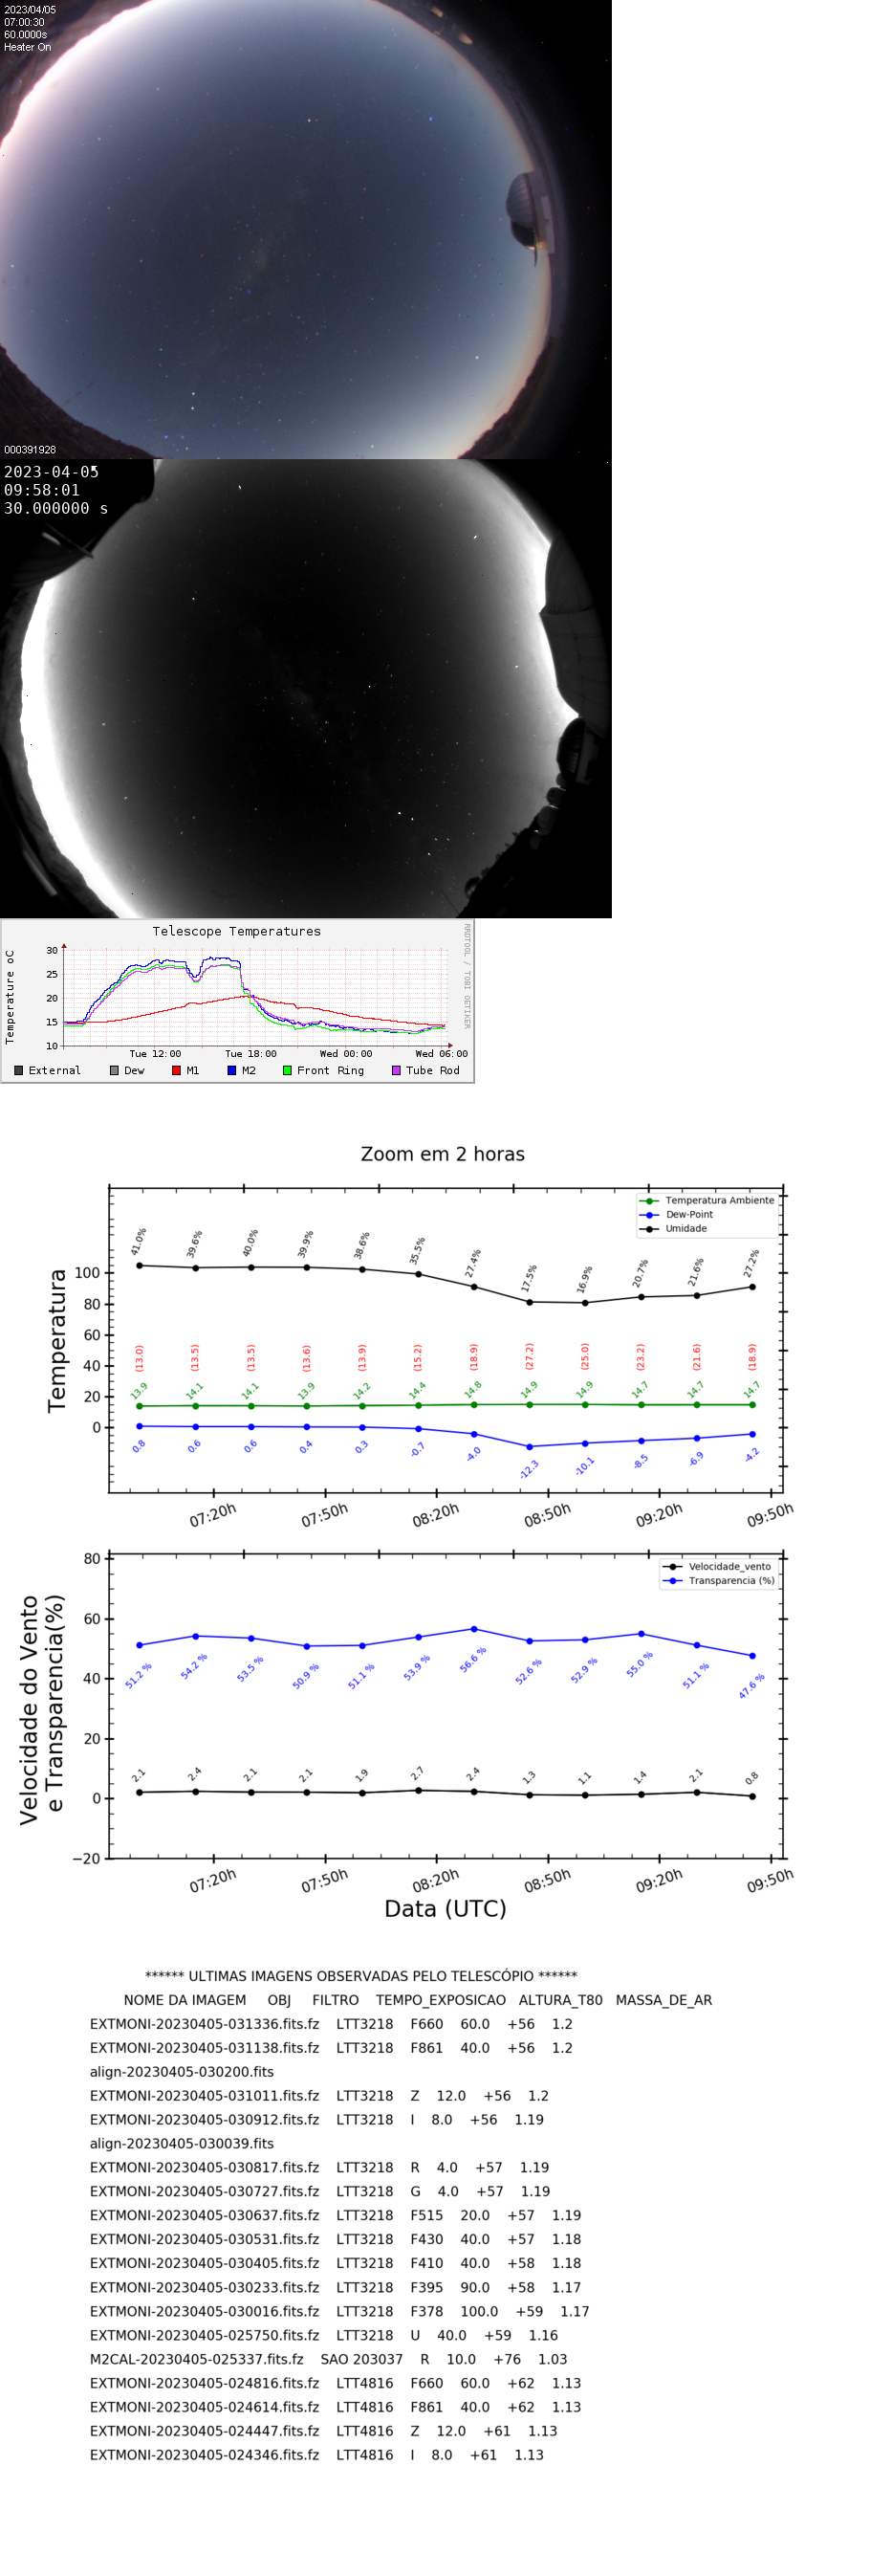 2023/04/05
07:00:30
60.0000s
Heater On
000391928
2023-04-05
09:58:01
30.000000 s
Telescope Temperatures
RRDTOOL / TOBI OETIKER
Temperature oC
30
25
20
15
10
Tue 12:00 Tue 18:00 Wed 00:00 Wed 06:00
External Dew M1 M2 Front Ring Tube Rod
Zoom em 2 horas
Temperatura Ambiente
Dew-Point
Umidade
Temperatura
100
80
60
40
20
0
41.0% 39.6% 40.0% 39.9% 38.6% 35.5% 27.4% 17.5% 16.9% 20.7% 21.6% 27.2%
(13.0) (13.5) (13.5) (13.6) (13.9) (15.2) (18.9) (27.2) (25.0) (23.2) (21.6) (18.9)
13.9 14.1 14.1 13.9 14.2 14.4 14.8 14.9 14.9 14.7 14.7 14.7
0.8 0.6 0.6 0.4 0.3 -0.7 -4.0 -12.3 -10.1 -8.5 -6.9 -4.2
07:20h 07:50h 08:20h 08:50h 09:20h 09:50h
Velocidade_vento
Transparencia (%)
Velocidade do Vento
e Transparencia(%)
80
60
40
20
0
−20
51.2 % 54.2 % 53.5 % 50.9 % 51.1 % 53.9 % 56.6 % 52.6 % 52.9 % 55.0 % 51.1 % 47.6 %
2.1 2.4 2.1 2.1 1.9 2.7 2.4 1.3 1.1 1.4 2.1 0.8
07:20h 07:50h 08:20h 08:50h 09:20h 09:50h
Data (UTC)
****** ULTIMAS IMAGENS OBSERVADAS PELO TELESCÓPIO ******
NOME DA IMAGEM OBJ FILTRO TEMPO_EXPOSICAO ALTURA_T80 MASSA_DE_AR
EXTMONI-20230405-031336.fits.fz LTT3218 F660 60.0 +56 1.2
EXTMONI-20230405-031138.fits.fz LTT3218 F861 40.0 +56 1.2
align-20230405-030200.fits
EXTMONI-20230405-031011.fits.fz LTT3218 Z 12.0 +56 1.2
EXTMONI-20230405-030912.fits.fz LTT3218 I 8.0 +56 1.19
align-20230405-030039.fits
EXTMONI-20230405-030817.fits.fz LTT3218 R 4.0 +57 1.19
EXTMONI-20230405-030727.fits.fz LTT3218 G 4.0 +57 1.19
EXTMONI-20230405-030637.fits.fz LTT3218 F515 20.0 +57 1.19
EXTMONI-20230405-030531.fits.fz LTT3218 F430 40.0 +57 1.18
EXTMONI-20230405-030405.fits.fz LTT3218 F410 40.0 +58 1.18
EXTMONI-20230405-030233.fits.fz LTT3218 F395 90.0 +58 1.17
EXTMONI-20230405-030016.fits.fz LTT3218 F378 100.0 +59 1.17
EXTMONI-20230405-025750.fits.fz LTT3218 U 40.0 +59 1.16
M2CAL-20230405-025337.fits.fz SAO 203037 R 10.0 +76 1.03
EXTMONI-20230405-024816.fits.fz LTT4816 F660 60.0 +62 1.13
EXTMONI-20230405-024614.fits.fz LTT4816 F861 40.0 +62 1.13
EXTMONI-20230405-024447.fits.fz LTT4816 Z 12.0 +61 1.13
EXTMONI-20230405-024346.fits.fz LTT4816 I 8.0 +61 1.13